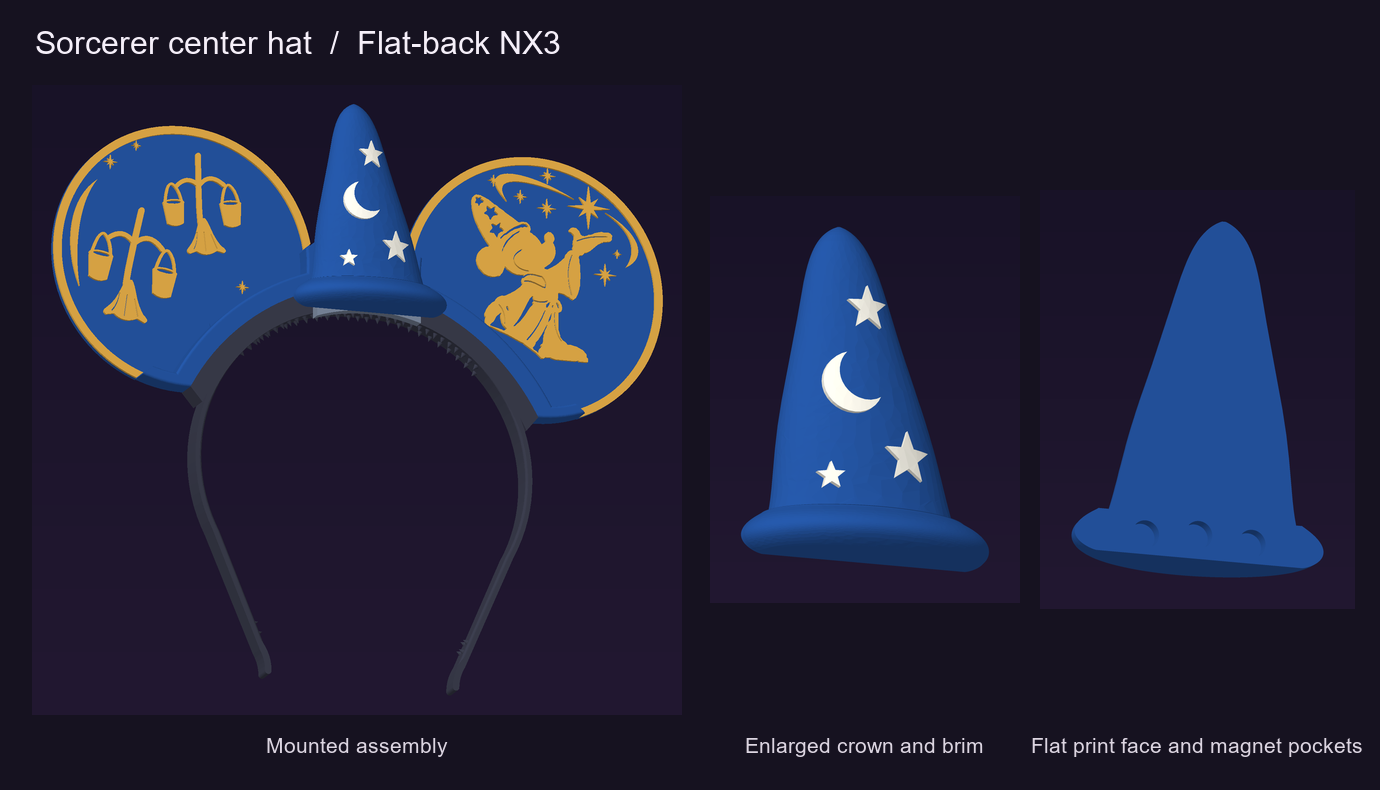 Sorcerer center hat / Flat-back NX3
Mounted assembly
Enlarged crown and brim
Flat print face and magnet pockets